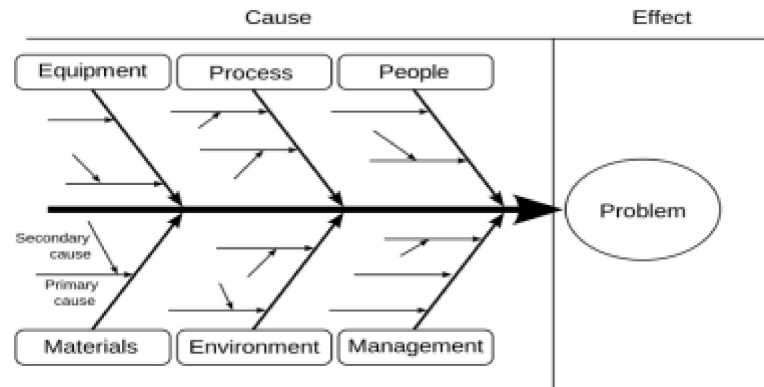 Cause
Effect
Equipment
Process
People
Problem
Secondary
cause
Primary
cause
Materials
Environment
Management